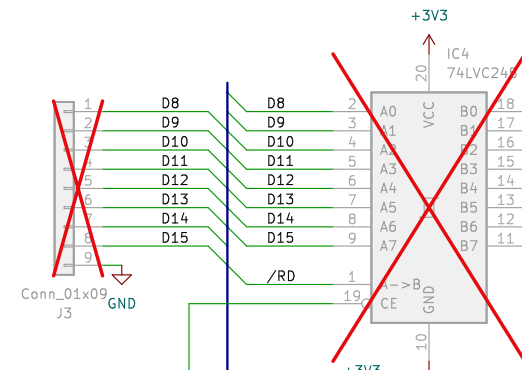 +3V3
IC4
74LVC245
20
VCC
1 D8 D8 2 A0 B0 18
2 D9 D9 3 A1 B1 17
3 D10 D10 4 A2 B2 16
4 D11 D11 5 A3 B3 15
5 D12 D12 6 A4 B4 14
6 D13 D13 7 A5 B5 13
7 D14 D14 8 A6 B6 12
8 D15 D15 9 A7 B7 11
9
/RD 1 A->B
19 CE
GND
10
Conn_01x09
J3
GND
+3V3